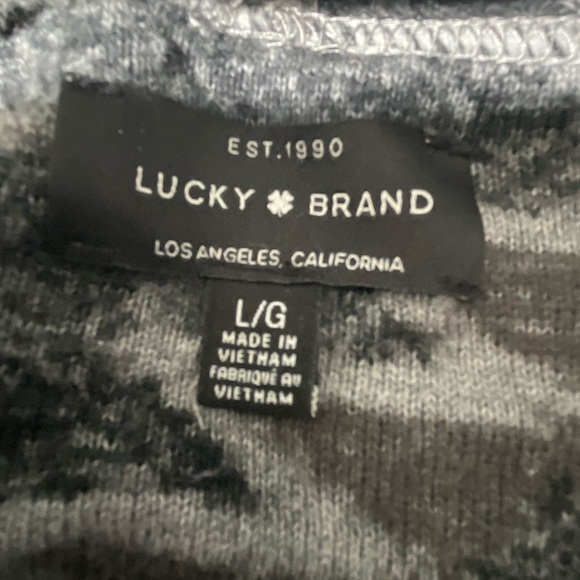 EST.1990
LUCKY BRAND
LOS ANGELES, CALIFORNIA
L/G
MADE IN
VIETNAM
FABRIQUÉ AU
VIETNAM